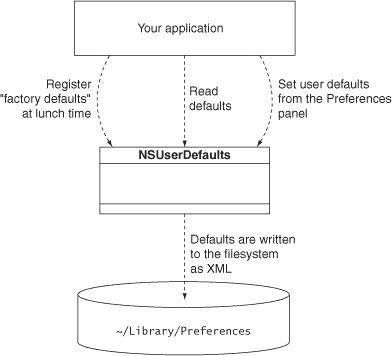 Your application
Register
"factory defaults"
at lunch time
Read
defaults
Set user defaults
from the Preferences
panel
NSUserDefaults
Defaults are written
to the filesystem
as XML
~/Library/Preferences